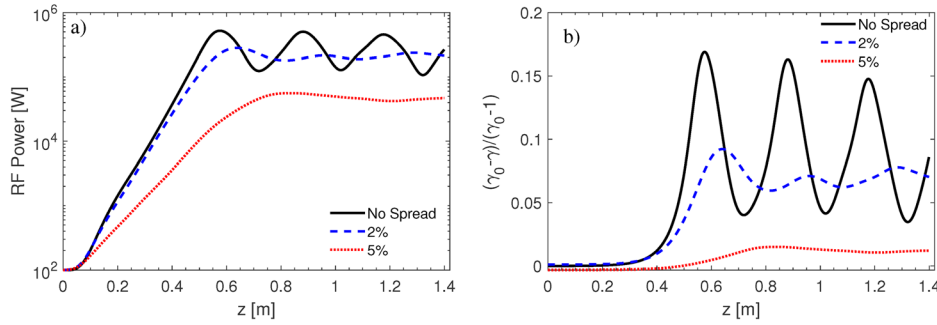 a)
10^6
10^4
10^2
RF Power [W]
No Spread
2%
5%
0 0.2 0.4 0.6 0.8 1 1.2 1.4
z [m]
b)
No Spread
2%
5%
0.15
0.1
0.05
0
(γ₀-γ)/(γ₀-1)
0 0.2 0.4 0.6 0.8 1 1.2 1.4
z [m]